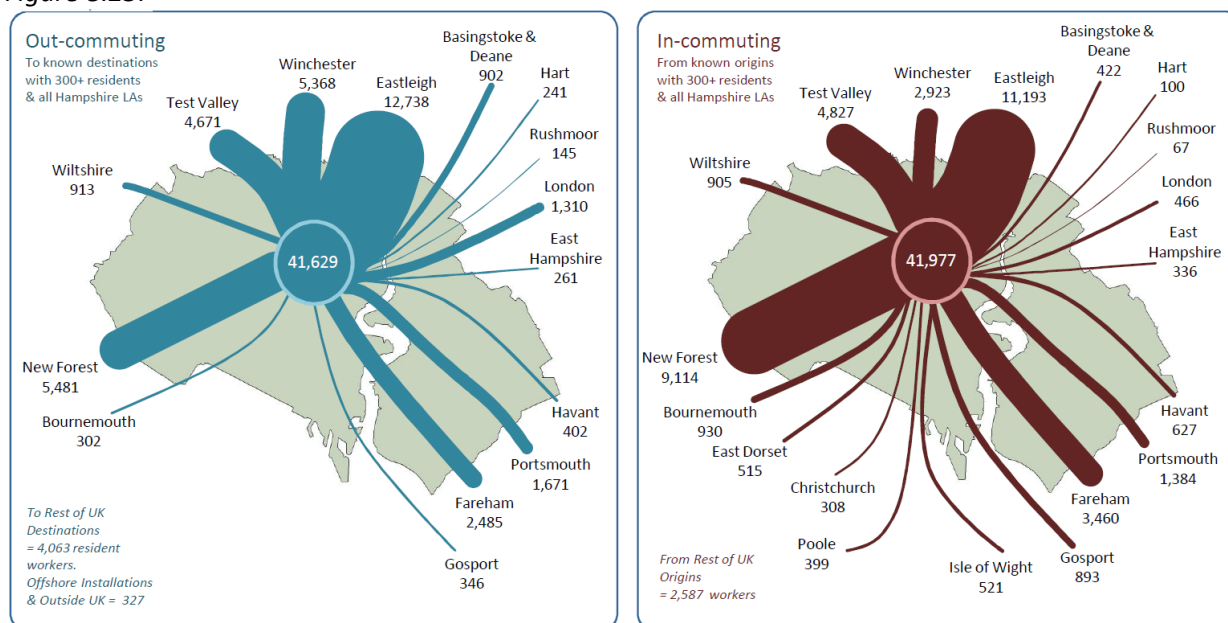 Out-commuting
To known destinations
with 300+ residents
& all Hampshire LAs
Winchester
5,368
Test Valley
4,671
Eastleigh
12,738
Basingstoke &
Deane
902
Hart
241
Rushmoor
145
London
1,310
East
Hampshire
261
Wiltshire
913
41,629
New Forest
5,481
Bournemouth
302
Havant
402
Portsmouth
1,671
Fareham
2,485
Gosport
346
To Rest of UK
Destinations
= 4,063 resident
workers.
Offshore Installations
& Outside UK = 327
In-commuting
From known origins
with 300+ residents
& all Hampshire LAs
Winchester
2,923
Test Valley
4,827
Eastleigh
11,193
Basingstoke &
Deane
422
Hart
100
Rushmoor
67
London
466
East
Hampshire
336
Wiltshire
905
41,977
New Forest
9,114
Bournemouth
930
East Dorset
515
Christchurch
308
Poole
399
Isle of Wight
521
Gosport
893
Fareham
3,460
Portsmouth
1,384
Havant
627
From Rest of UK
Origins
= 2,587 workers